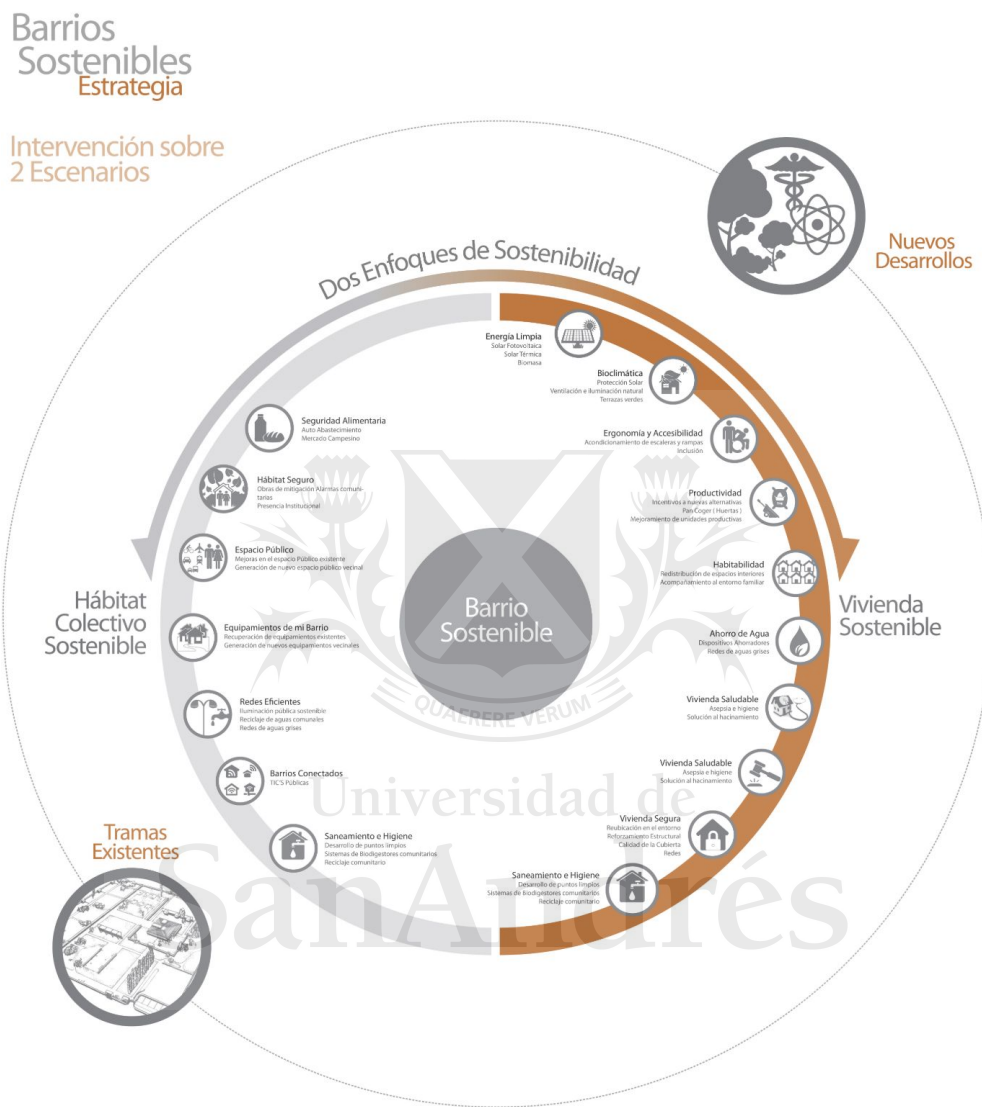 Barrios
Sostenibles
Estrategia
Intervención sobre
2 Escenarios
Nuevos
Desarrollos
Dos Enfoques de Sostenibilidad
Energía Limpia
Solar Fotovoltaica
Solar Térmica
Biomasa
Bioclimática
Protección Solar
Ventilación e iluminación natural
Terrazas verdes
Ergonomía y Accesibilidad
Acondicionamiento de escaleras y rampas
Inclusión
Productividad
Incentivos a nuevas alternativas
Pan Coger ( Huertas )
Mejoramiento de unidades productivas
Habitabilidad
Redistribución de espacios interiores
Acompañamiento al entorno familiar
Ahorro de Agua
Dispositivos Ahorradores
Redes de aguas grises
Vivienda Saludable
Asepsia e higiene
Solución al hacinamiento
Vivienda Saludable
Asepsia e higiene
Solución al hacinamiento
Vivienda Segura
Reubicación en el entorno
Reforzamiento Estructural
Calidad de la Cubierta
Redes
Saneamiento e Higiene
Desarrollo de puntos limpios
Sistemas de Biodigestores comunitarios
Reciclaje comunitario
Vivienda
Sostenible
Seguridad Alimentaria
Auto Abastecimiento
Mercado Campesino
Hábitat Seguro
Obras de mitigación Alarmas comuni-
tarias
Presencia Institucional
Espacio Público
Mejoras en el espacio Público existente
Generación de nuevo espacio público vecinal
Equipamientos de mi Barrio
Recuperación de equipamientos existentes
Generación de nuevos equipamientos vecinales
Redes Eficientes
Iluminación pública sostenible
Reciclaje de aguas comunales
Redes de aguas grises
Barrios Conectados
TIC'S Públicas
Saneamiento e Higiene
Desarrollo de puntos limpios
Sistemas de Biodigestores comunitarios
Reciclaje comunitario
Hábitat
Colectivo
Sostenible
Barrio
Sostenible
Tramas
Existentes
QUAERERE VERUM
Universidad de
SanAndrés